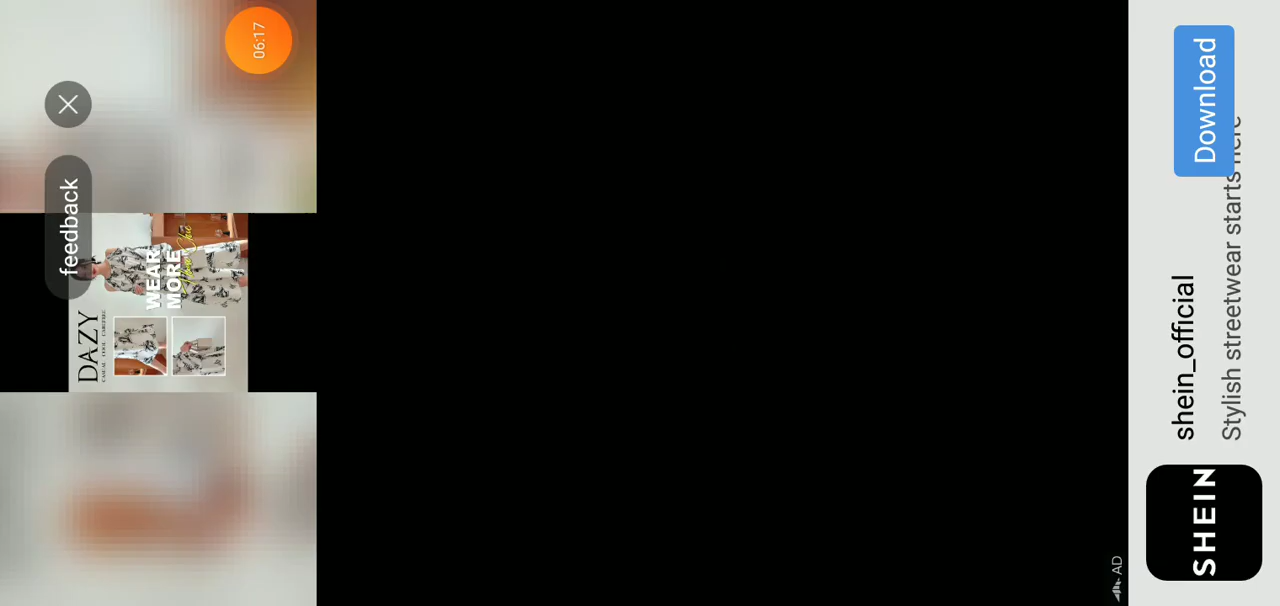 06:17
feedback
DAZY
CASUAL COOL CAREFREE
WEAR
MORE
AD
SHEIN
shein_official
Stylish streetwear starts here
Download